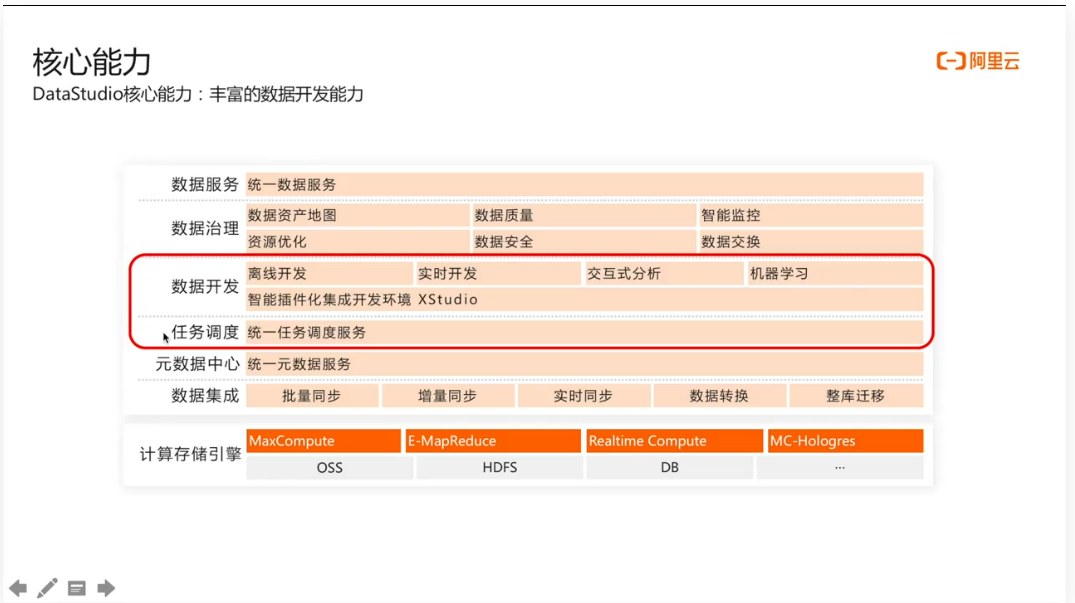 核心能力
阿里云
DataStudio核心能力：丰富的数据开发能力
数据服务 统一数据服务
数据治理
数据资产地图 数据质量 智能监控
资源优化 数据安全 数据交换
数据开发
离线开发 实时开发 交互式分析 机器学习
智能插件化集成开发环境 XStudio
任务调度 统一任务调度服务
元数据中心 统一元数据服务
数据集成 批量同步 增量同步 实时同步 数据转换 整库迁移
计算存储引擎
MaxCompute E-MapReduce Realtime Compute MC-Hologres
OSS HDFS DB ...